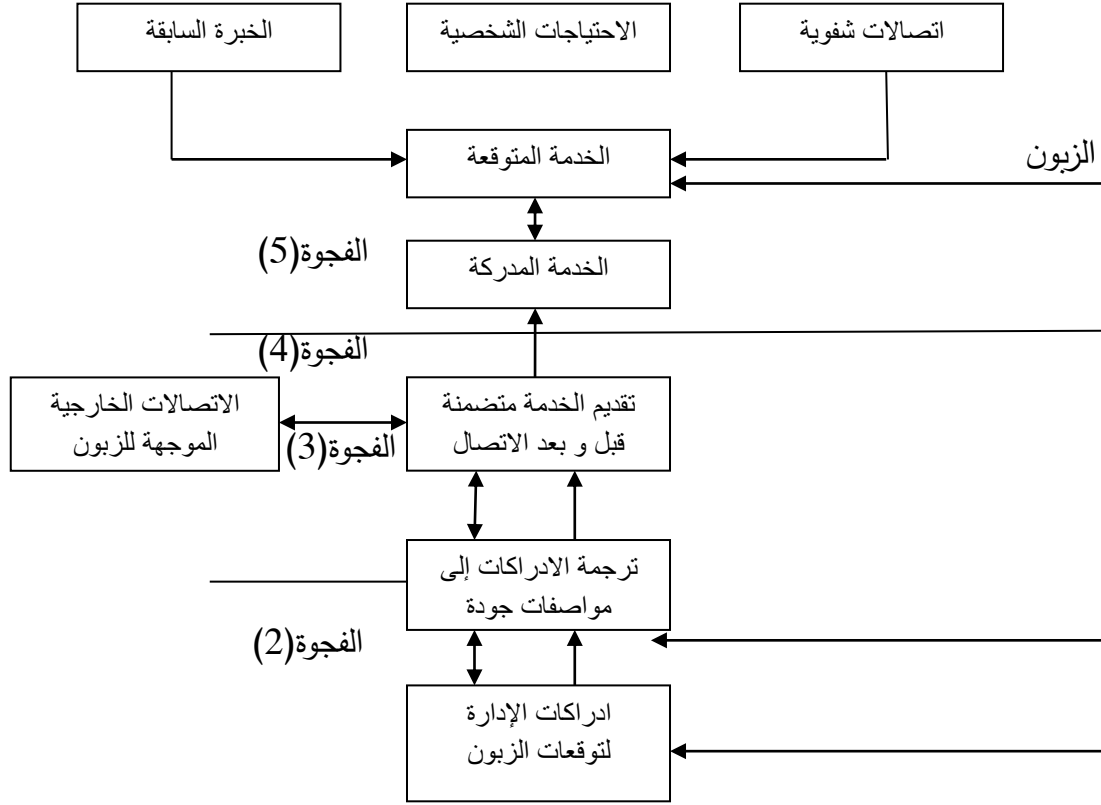 اتصالات شفوية
الاحتياجات الشخصية
الخبرة السابقة
الخدمة المتوقعة
الزبون
الفجوة(5)
الخدمة المدركة
الفجوة(4)
تقديم الخدمة متضمنة
قبل و بعد الاتصال
الفجوة(3)
الاتصالات الخارجية
الموجهة للزبون
ترجمة الادراكات إلى
مواصفات جودة
الفجوة(2)
ادراكات الإدارة
لتوقعات الزبون